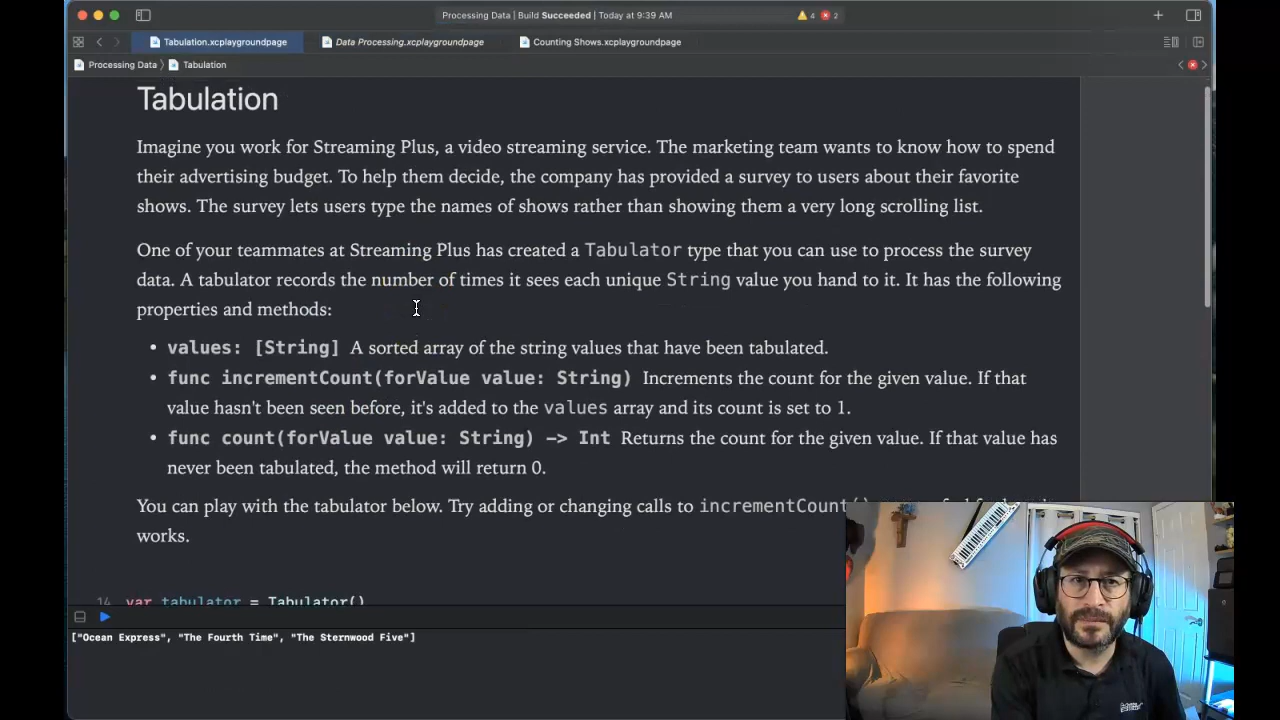 Processing Data | Build Succeeded | Today at 9:39 AM
4
2
Tabulation.xcplaygroundpage
Data Processing.xcplaygroundpage
Counting Shows.xcplaygroundpage
Processing Data 〉 Tabulation
Tabulation
Imagine you work for Streaming Plus, a video streaming service. The marketing team wants to know how to spend
their advertising budget. To help them decide, the company has provided a survey to users about their favorite
shows. The survey lets users type the names of shows rather than showing them a very long scrolling list.
One of your teammates at Streaming Plus has created a Tabulator type that you can use to process the survey
data. A tabulator records the number of times it sees each unique String value you hand to it. It has the following
properties and methods:
• values: [String] A sorted array of the string values that have been tabulated.
• func incrementCount(forValue value: String) Increments the count for the given value. If that
value hasn't been seen before, it's added to the values array and its count is set to 1.
• func count(forValue value: String) -> Int Returns the count for the given value. If that value has
never been tabulated, the method will return 0.
You can play with the tabulator below. Try adding or changing calls to incrementCount
works.
14 var tabulator = Tabulator()
["Ocean Express", "The Fourth Time", "The Sternwood Five"]